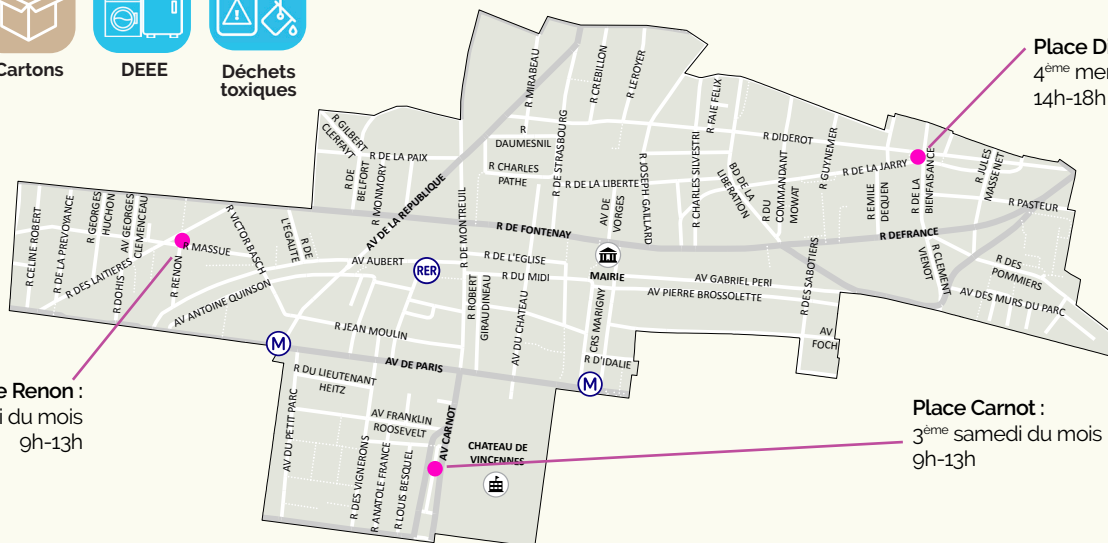 Cartons
DEEE
Déchets
toxiques
Place Di
4ème mer
14h-18h
R MIRABEAU
R CREBILLON
R LEROYER
R FAIE FELIX
R GILBERT
CLERFAYT
R
DAUMESNIL
R DE STRASBOURG
R CHARLES SILVESTRI
R DIDEROT
R GUYNEMER
R DE LA PAIX
R DE
BELFORT
R MONMORY
R CHARLES
PATHE
R DE LA LIBERTE
R JOSEPH GAILLARD
BD DE LA
LIBERATION
R DU
COMMANDANT
MOWAT
R DE LA JARRY
R EMILE
DEQUEN
R DE LA
BIENFAISANCE
R JULES
MASSENET
R PASTEUR
AV DE LA REPUBLIQUE
R DE MONTREUIL
AV DE
VORGES
R CELINE ROBERT
R DE LA PREVOYANCE
R GEORGES
HUCHON
AV GEORGES
CLEMENCEAU
R VICTOR BASCH
R DE
L'EGAUTE
R DE FONTENAY
R DEFRANCE
R MASSUE
AV AUBERT
RER
R DE L'EGLISE
MAIRIE
R DES LAITIERES
R DOHIS
R RENON
AV ANTOINE QUINSON
R DU MIDI
AV GABRIEL PERI
AV PIERRE BROSSOLETTE
R DES SABOTIERS
R CLEMENT
VIENOT
R DES
POMMIERS
AV DES MURS DU PARC
R JEAN MOULIN
R ROBERT
GIRAUDINEAU
AV DU CHATEAU
CRS MARIGNY
AV
FOCH
M
AV DE PARIS
R D'IDALIE
M
R DU LIEUTENANT
HEITZ
AV DU PETIT PARC
AV FRANKLIN
ROOSEVELT
AV CARNOT
CHATEAU DE
VINCENNES
R DES VIGNERONS
R ANATOLE FRANCE
R LOUIS BESQUEL
e Renon :
i du mois
9h-13h
Place Carnot :
3ème samedi du mois
9h-13h